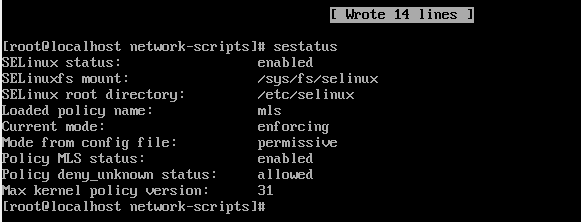 [ Wrote 14 lines ]
[root@localhost network-scripts]# sestatus
SELinux status:                 enabled
SELinuxfs mount:                /sys/fs/selinux
SELinux root directory:         /etc/selinux
Loaded policy name:             mls
Current mode:                   enforcing
Mode from config file:          permissive
Policy MLS status:              enabled
Policy deny_unknown status:     allowed
Max kernel policy version:      31
[root@localhost network-scripts]#